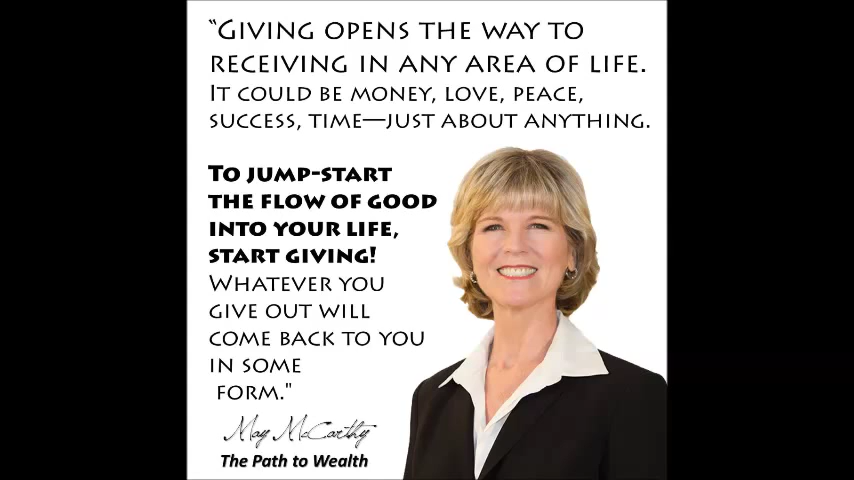 “Giving opens the way to
receiving in any area of life.
It could be money, love, peace,
success, time—just about anything.
To jump-start
the flow of good
into your life,
start giving!
Whatever you
give out will
come back to you
in some
form."
May McCarthy
The Path to Wealth